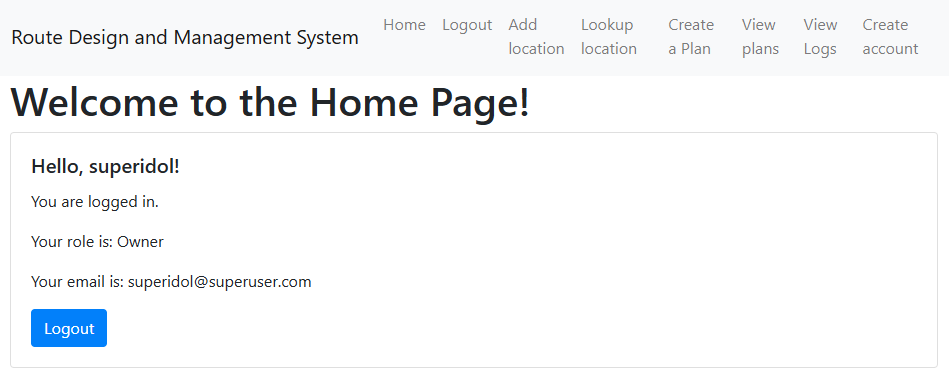 Route Design and Management System
Home
Logout
Add
location
Lookup
location
Create
a Plan
View
plans
View
Logs
Create
account
Welcome to the Home Page!
Hello, superidol!
You are logged in.
Your role is: Owner
Your email is: superidol@superuser.com
Logout